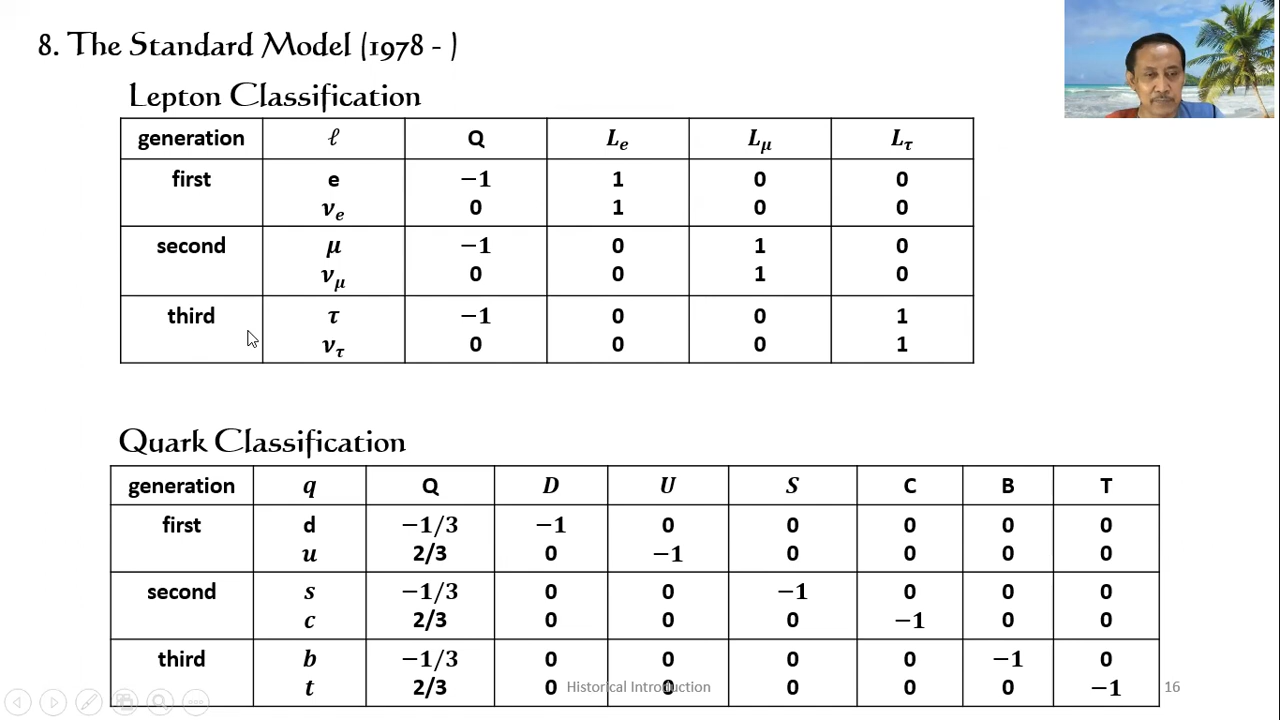 8. The Standard Model (1978 - )
Lepton Classification
generation ℓ Q Lₑ L_μ L_τ
first e −1 1 0 0
νₑ 0 1 0 0
second μ −1 0 1 0
ν_μ 0 0 1 0
third τ −1 0 0 1
ν_τ 0 0 0 1
Quark Classification
generation q Q D U S C B T
first d −1/3 −1 0 0 0 0 0
u 2/3 0 −1 0 0 0 0
second s −1/3 0 0 −1 0 0 0
c 2/3 0 0 0 −1 0 0
third b −1/3 0 0 0 0 −1 0
t 2/3 0 0 0 0 0 −1
Historical Introduction
16